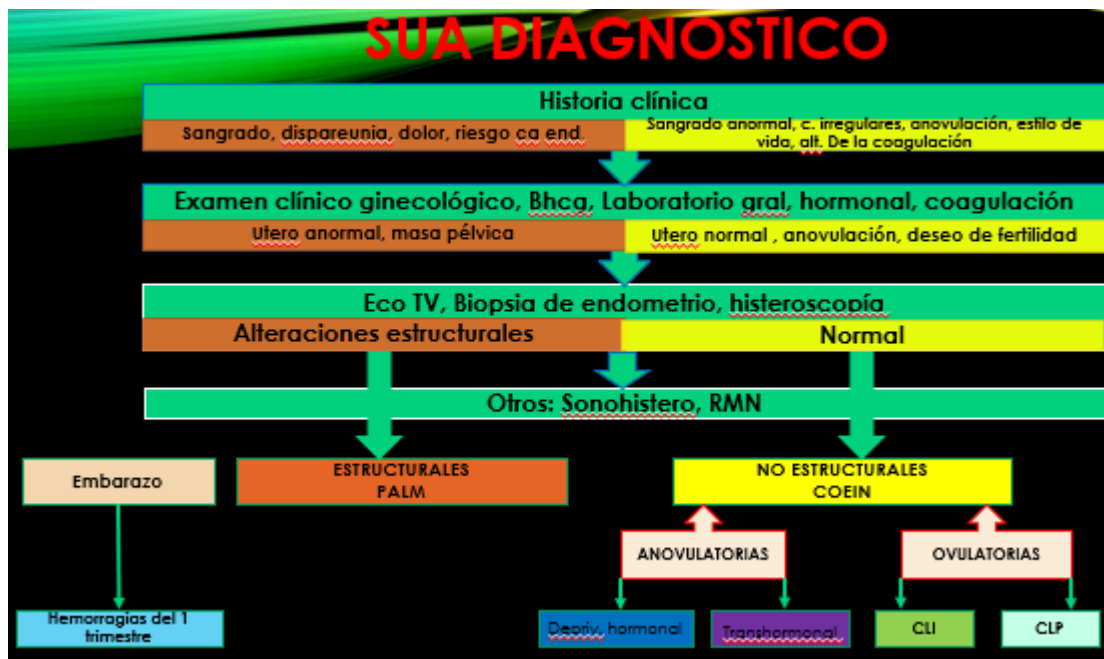 SUA DIAGNOSTICO
Historia clínica
Sangrado, dispareunia, dolor, riesgo ca end.
Sangrado anormal, c. irregulares, anovulación, estilo de
vida, alt. De la coagulación
Examen clínico ginecológico, Bhcg, Laboratorio gral, hormonal, coagulación
Utero anormal, masa pélvica
Utero normal , anovulación, deseo de fertilidad
Eco TV, Biopsia de endometrio, histeroscopía
Alteraciones estructurales
Normal
Otros: Sonohistero, RMN
Embarazo
ESTRUCTURALES
PALM
NO ESTRUCTURALES
COEIN
ANOVULATORIAS
OVULATORIAS
Hemorragias del 1
trimestre
Depriv. hormonal
Transhormonal
CLI
CLP